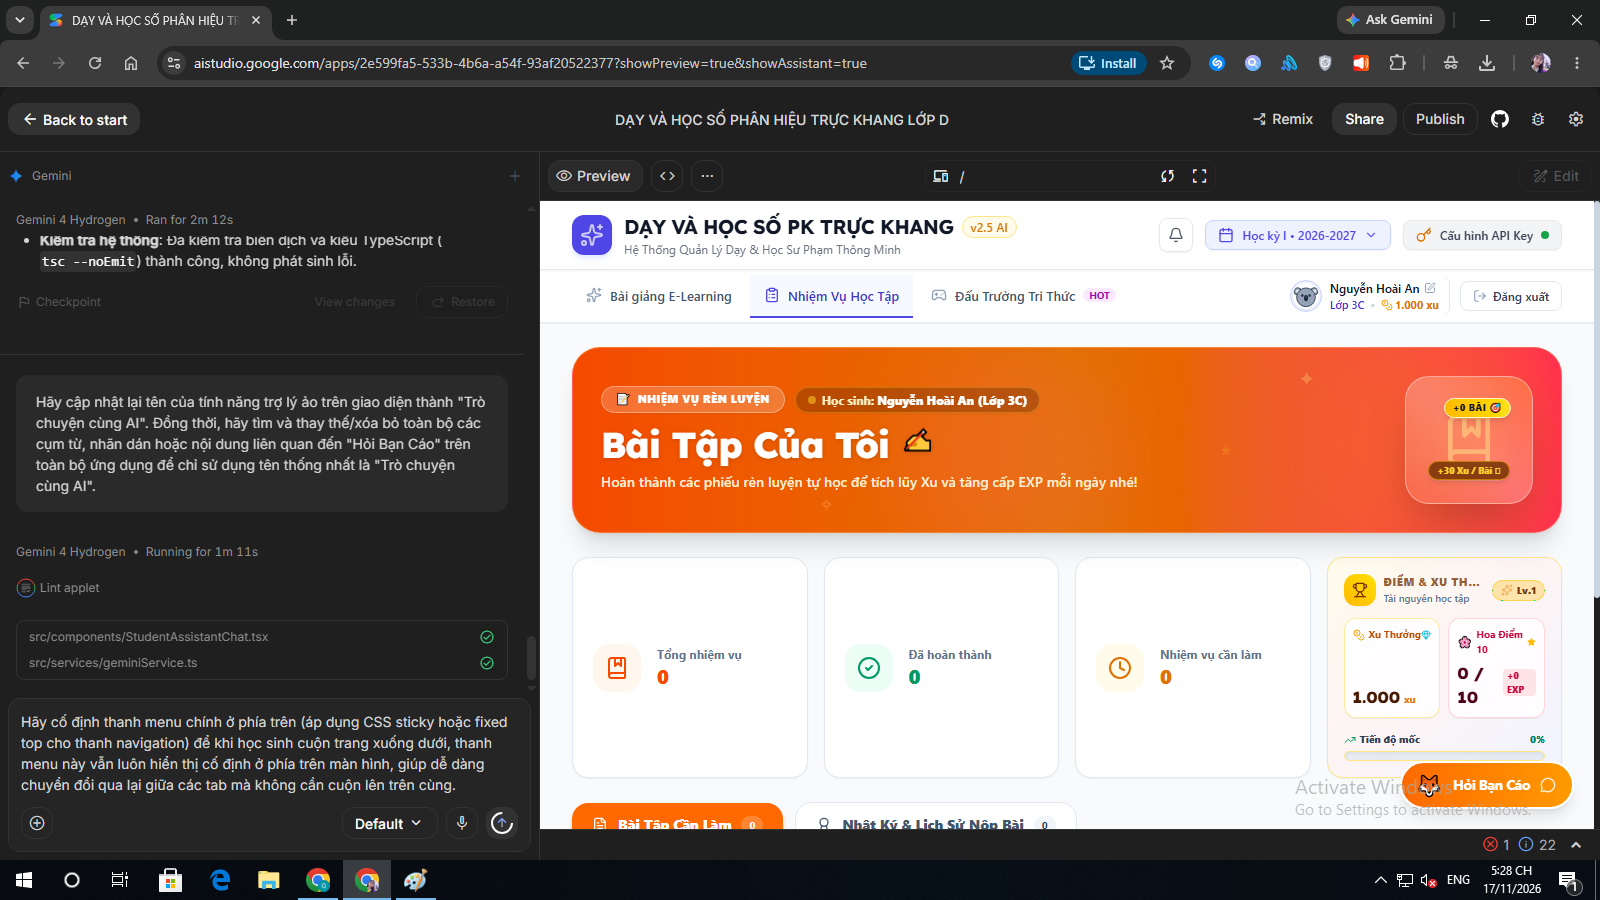 DẠY VÀ HỌC SỐ PHÂN HIỆU TR
Ask Gemini
aistudio.google.com/apps/2e599fa5-533b-4b6a-a54f-93af20522377?showPreview=true&showAssistant=true
Install
Back to start
DẠY VÀ HỌC SỐ PHÂN HIỆU TRỰC KHANG LỚP D
Remix
Share
Publish
Gemini
Preview
/
Edit
Gemini 4 Hydrogen • Ran for 2m 12s
Kiểm tra hệ thống: Đã kiểm tra biên dịch và kiểu TypeScript (
tsc --noEmit) thành công, không phát sinh lỗi.
Checkpoint
View changes
Restore
Hãy cập nhật lại tên của tính năng trợ lý ảo trên giao diện thành "Trò
chuyện cùng AI". Đồng thời, hãy tìm và thay thế/xóa bỏ toàn bộ các
cụm từ, nhãn dán hoặc nội dung liên quan đến "Hỏi Bạn Cáo" trên
toàn bộ ứng dụng để chỉ sử dụng tên thống nhất là "Trò chuyện
cùng AI".
Gemini 4 Hydrogen • Running for 1m 11s
Lint applet
src/components/StudentAssistantChat.tsx
src/services/geminiService.ts
Hãy cố định thanh menu chính ở phía trên (áp dụng CSS sticky hoặc fixed
top cho thanh navigation) để khi học sinh cuộn trang xuống dưới, thanh
menu này vẫn luôn hiển thị cố định ở phía trên màn hình, giúp dễ dàng
chuyển đổi qua lại giữa các tab mà không cần cuộn lên trên cùng.
Default
DẠY VÀ HỌC SỐ PK TRỰC KHANG
v2.5 AI
Hệ Thống Quản Lý Dạy & Học Sư Phạm Thông Minh
Học kỳ I • 2026-2027
Cấu hình API Key
Bài giảng E-Learning
Nhiệm Vụ Học Tập
Đấu Trường Tri Thức
HOT
Nguyễn Hoài An
Lớp 3C • 1.000 xu
Đăng xuất
NHIỆM VỤ RÈN LUYỆN
Học sinh: Nguyễn Hoài An (Lớp 3C)
Bài Tập Của Tôi
Hoàn thành các phiếu rèn luyện tự học để tích lũy Xu và tăng cấp EXP mỗi ngày nhé!
+0 BÀI
+30 Xu / Bài
Tổng nhiệm vụ
0
Đã hoàn thành
0
Nhiệm vụ cần làm
0
ĐIỂM & XU TH...
Tài nguyên học tập
Lv.1
Xu Thưởng
1.000 xu
Hoa Điểm
10
0 /
10
+0
EXP
Tiến độ mốc
0%
Hỏi Bạn Cáo
Bài Tập Cần Làm 0
Nhật Ký & Lịch Sử Nộp Bài 0
Activate Windows
Go to Settings to activate Windows.
1
22
ENG
5:28 CH
17/11/2026
1